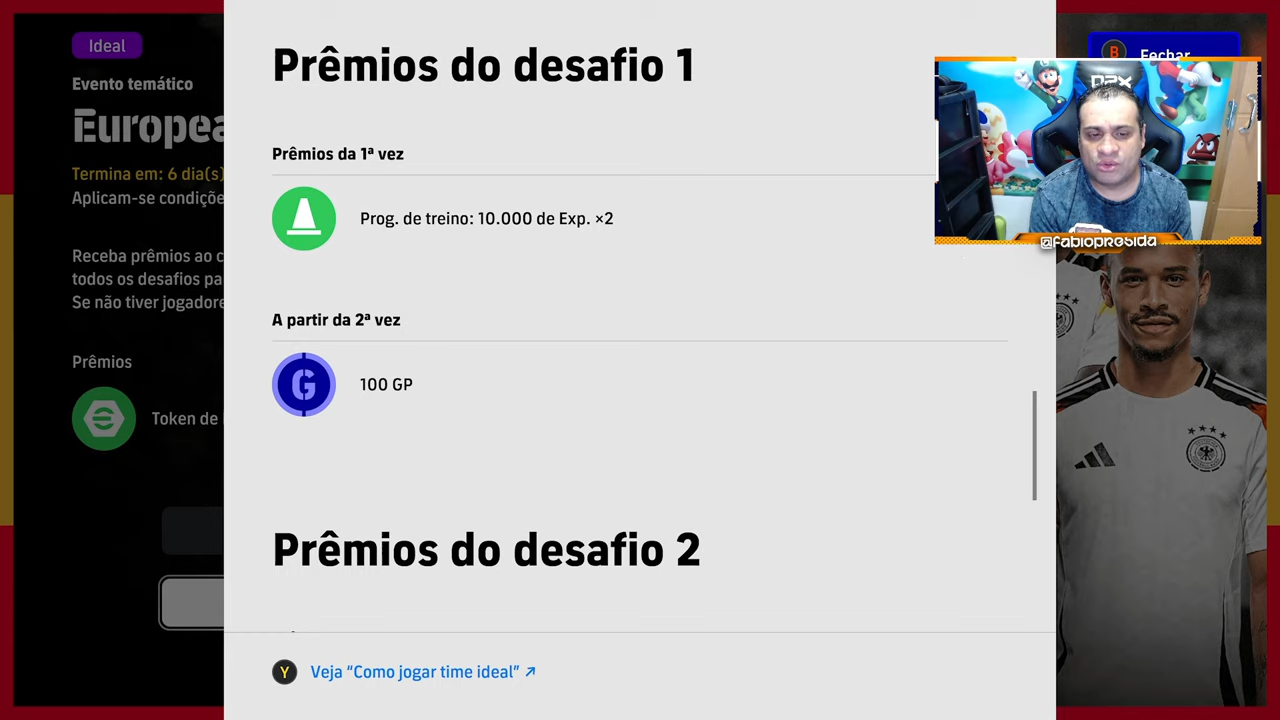 Ideal
Evento temático
Europea
Termina em: 6 dia(s)
Aplicam-se condiçõe
Receba prêmios ao c
todos os desafios pa
Se não tiver jogadore
Prêmios
Token de
Prêmios do desafio 1
Prêmios da 1ª vez
Prog. de treino: 10.000 de Exp. ×2
A partir da 2ª vez
G
100 GP
Prêmios do desafio 2
Y Veja “Como jogar time ideal”
B Fechar
@fabiopresida